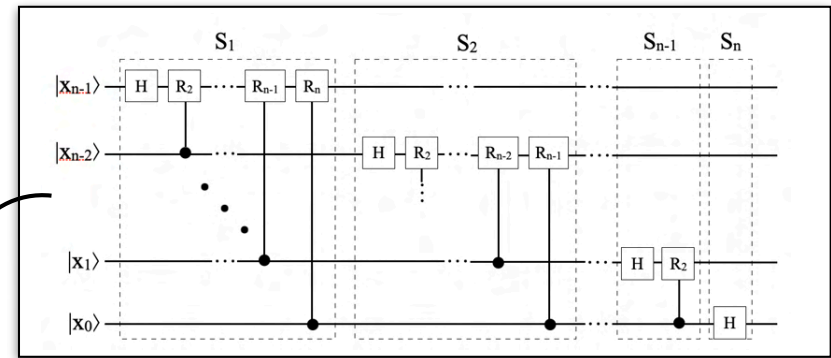 S₁ S₂ Sₙ₋₁ Sₙ
|xₙ₋₁⟩ H R₂ ··· Rₙ₋₁ Rₙ ··· ···
|xₙ₋₂⟩ ··· H R₂ ··· Rₙ₋₂ Rₙ₋₁ ···
|x₁⟩ ··· ··· ··· H R₂
|x₀⟩ ··· H